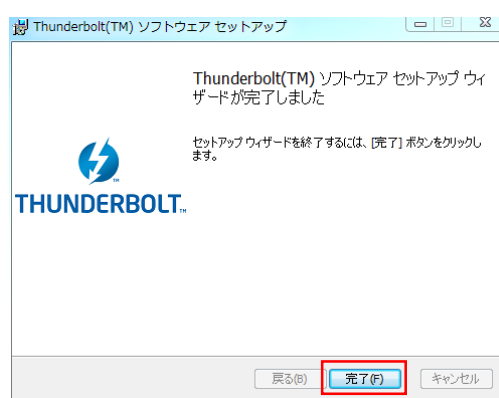 Thunderbolt(TM) ソフトウェア セットアップ
Thunderbolt(TM) ソフトウェア セットアップ ウィ
ザードが完了しました
セットアップ ウィザードを終了するには、[完了] ボタンをクリックし
ます。
THUNDERBOLT™
戻る(B)
完了(F)
キャンセル